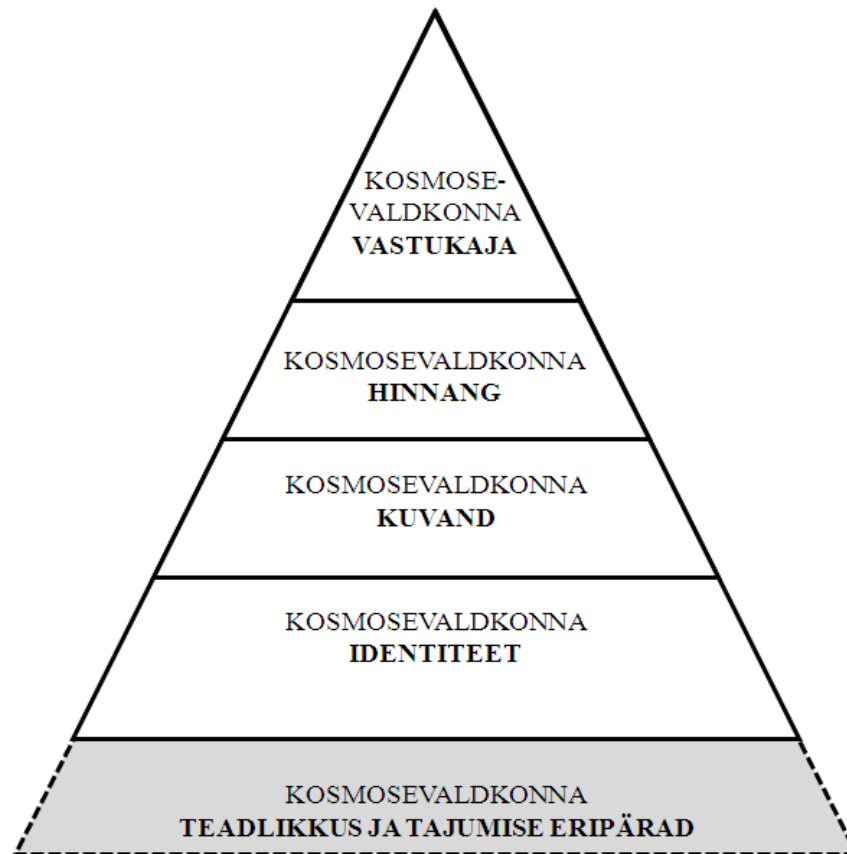 KOSMOSE-
VALDKONNA
VASTUKAJA
KOSMOSEVALDKONNA
HINNANG
KOSMOSEVALDKONNA
KUVAND
KOSMOSEVALDKONNA
IDENTITEET
KOSMOSEVALDKONNA
TEADLIKKUS JA TAJUMISE ERIPÄRAD